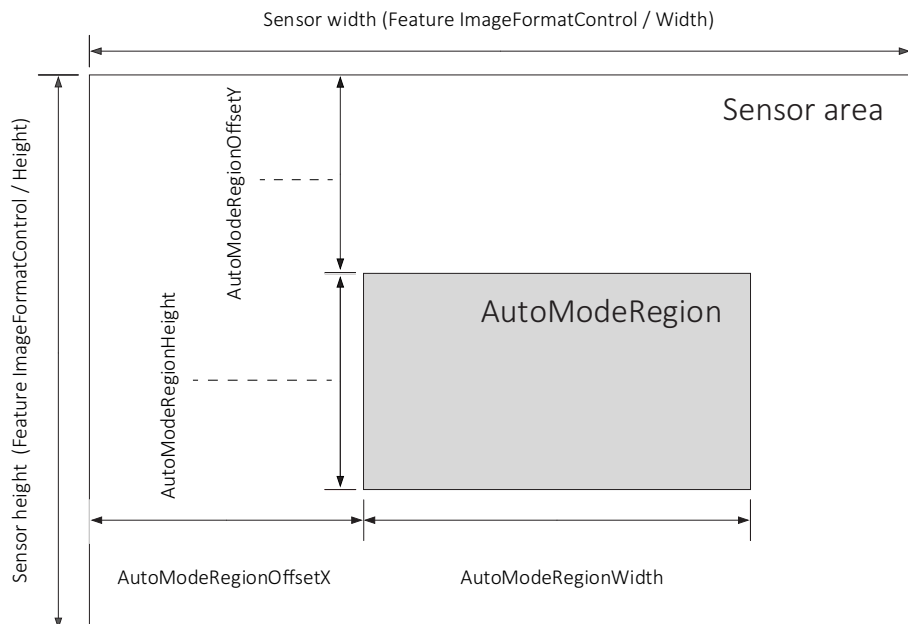 Sensor width (Feature ImageFormatControl / Width)
Sensor area
AutoModeRegionOffsetY
Sensor height (Feature ImageFormatControl / Height)
AutoModeRegion
AutoModeRegionHeight
AutoModeRegionOffsetX
AutoModeRegionWidth